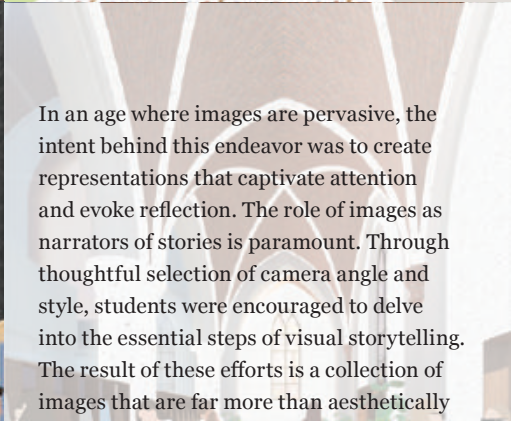 In an age where images are pervasive, the
intent behind this endeavor was to create
representations that captivate attention
and evoke reflection. The role of images as
narrators of stories is paramount. Through
thoughtful selection of camera angle and
style, students were encouraged to delve
into the essential steps of visual storytelling.
The result of these efforts is a collection of
images that are far more than aesthetically